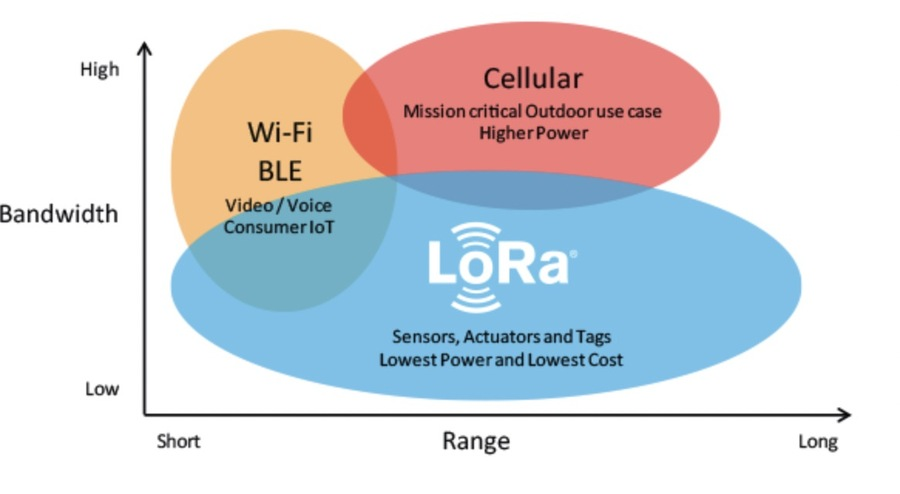 High
Cellular
Mission critical Outdoor use case
Higher Power
Wi-Fi
BLE
Video / Voice
Consumer IoT
Bandwidth
LoRa®
Sensors, Actuators and Tags
Lowest Power and Lowest Cost
Low
Short
Range
Long